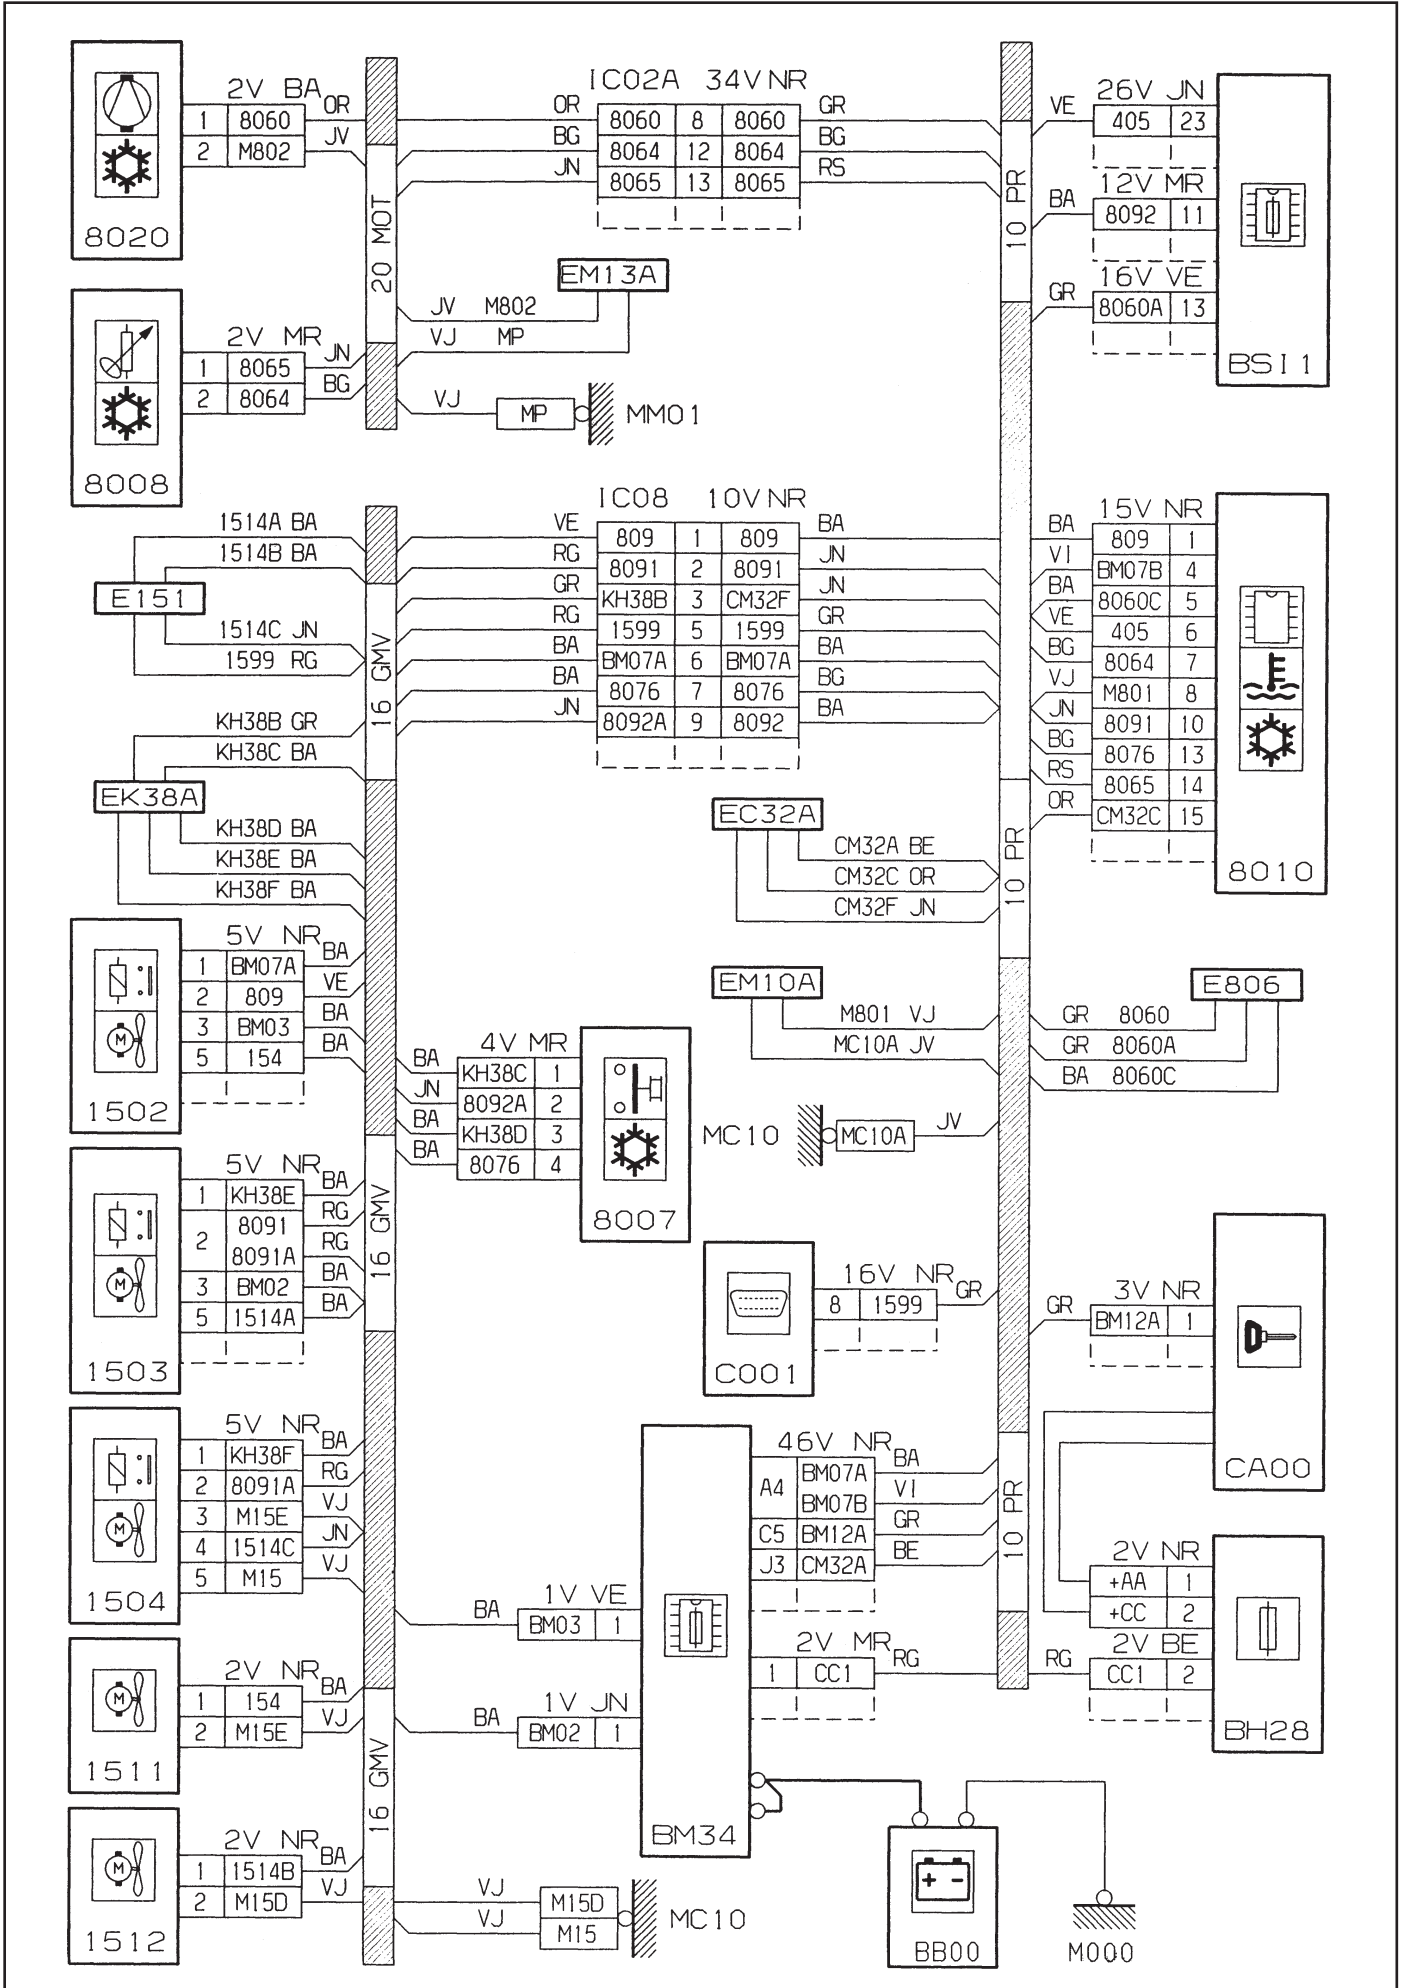 2V BA
OR
1 8060
JV
2 M802
8020
2V MR
JN
1 8065
BG
2 8064
8008
20 MOT
IC02A 34V NR
OR 8060 8 8060 GR
BG 8064 12 8064 BG
JN 8065 13 8065 RS
EM13A
JV M802
VJ MP
VJ MP MM01
10 PR
26V JN
VE 405 23
12V MR
BA 8092 11
16V VE
GR 8060A 13
BSI1
1514A BA
1514B BA
E151
1514C JN
1599 RG
KH38B GR
KH38C BA
EK38A
KH38D BA
KH38E BA
KH38F BA
16 GMV
IC08 10V NR
VE 809 1 809 BA
RG 8091 2 8091 JN
GR KH38B 3 CM32F JN
RG 1599 5 1599 GR
BA BM07A 6 BM07A BA
BA 8076 7 8076 BG
JN 8092A 9 8092 BA
15V NR
BA 809 1
VI BM07B 4
BA 8060C 5
VE 405 6
BG 8064 7
VJ M801 8
JN 8091 10
BG 8076 13
RS 8065 14
OR CM32C 15
8010
EC32A
CM32A BE
CM32C OR
CM32F JN
10 PR
EM10A
M801 VJ
MC10A JV
MC10 MC10A JV
E806
GR 8060
GR 8060A
BA 8060C
5V NR
1 BM07A BA
2 809 VE
3 BM03 BA
5 154 BA
1502
4V MR
BA KH38C 1
JN 8092A 2
BA KH38D 3
BA 8076 4
8007
5V NR
1 KH38E BA
2 8091 RG
8091A RG
3 BM02 BA
5 1514A BA
1503
16 GMV
16V NR
8 1599 GR
C001
3V NR
GR BM12A 1
CA00
5V NR
1 KH38F BA
2 8091A RG
3 M15E VJ
4 1514C JN
5 M15 VJ
1504
46V NR
A4 BM07A BA
BM07B VI
C5 BM12A GR
J3 CM32A BE
10 PR
1V VE
BA BM03 1
2V MR
1 CC1 RG
1V JN
BA BM02 1
BM34
2V NR
+AA 1
+CC 2
2V BE
RG CC1 2
BH28
2V NR
1 154 BA
2 M15E VJ
1511
16 GMV
2V NR
1 1514B BA
2 M15D VJ
1512
VJ M15D
VJ M15
MC10
+ -
BB00
M000
M
M
M
M
M